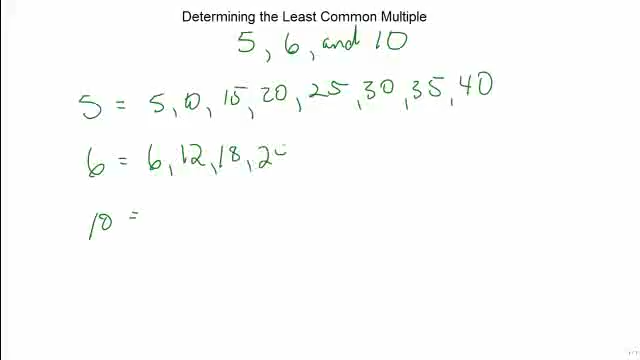 Determining the Least Common Multiple
5, 6, and 10
5 = 5, 10, 15, 20, 25, 30, 35, 40
6 = 6, 12, 18, 2
10 =